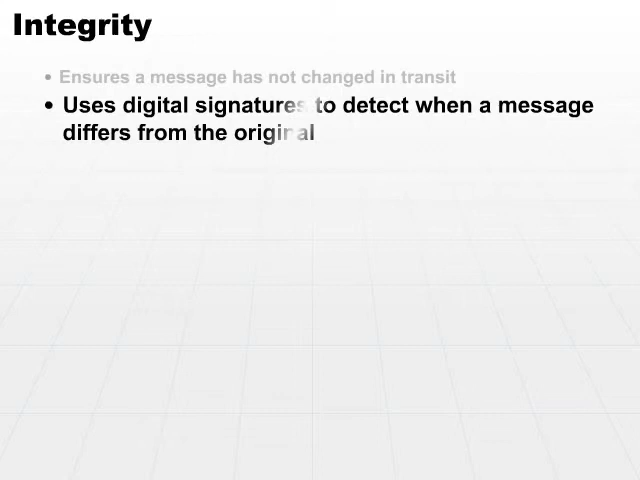 Integrity
• Ensures a message has not changed in transit
• Uses digital signatures to detect when a message
differs from the original